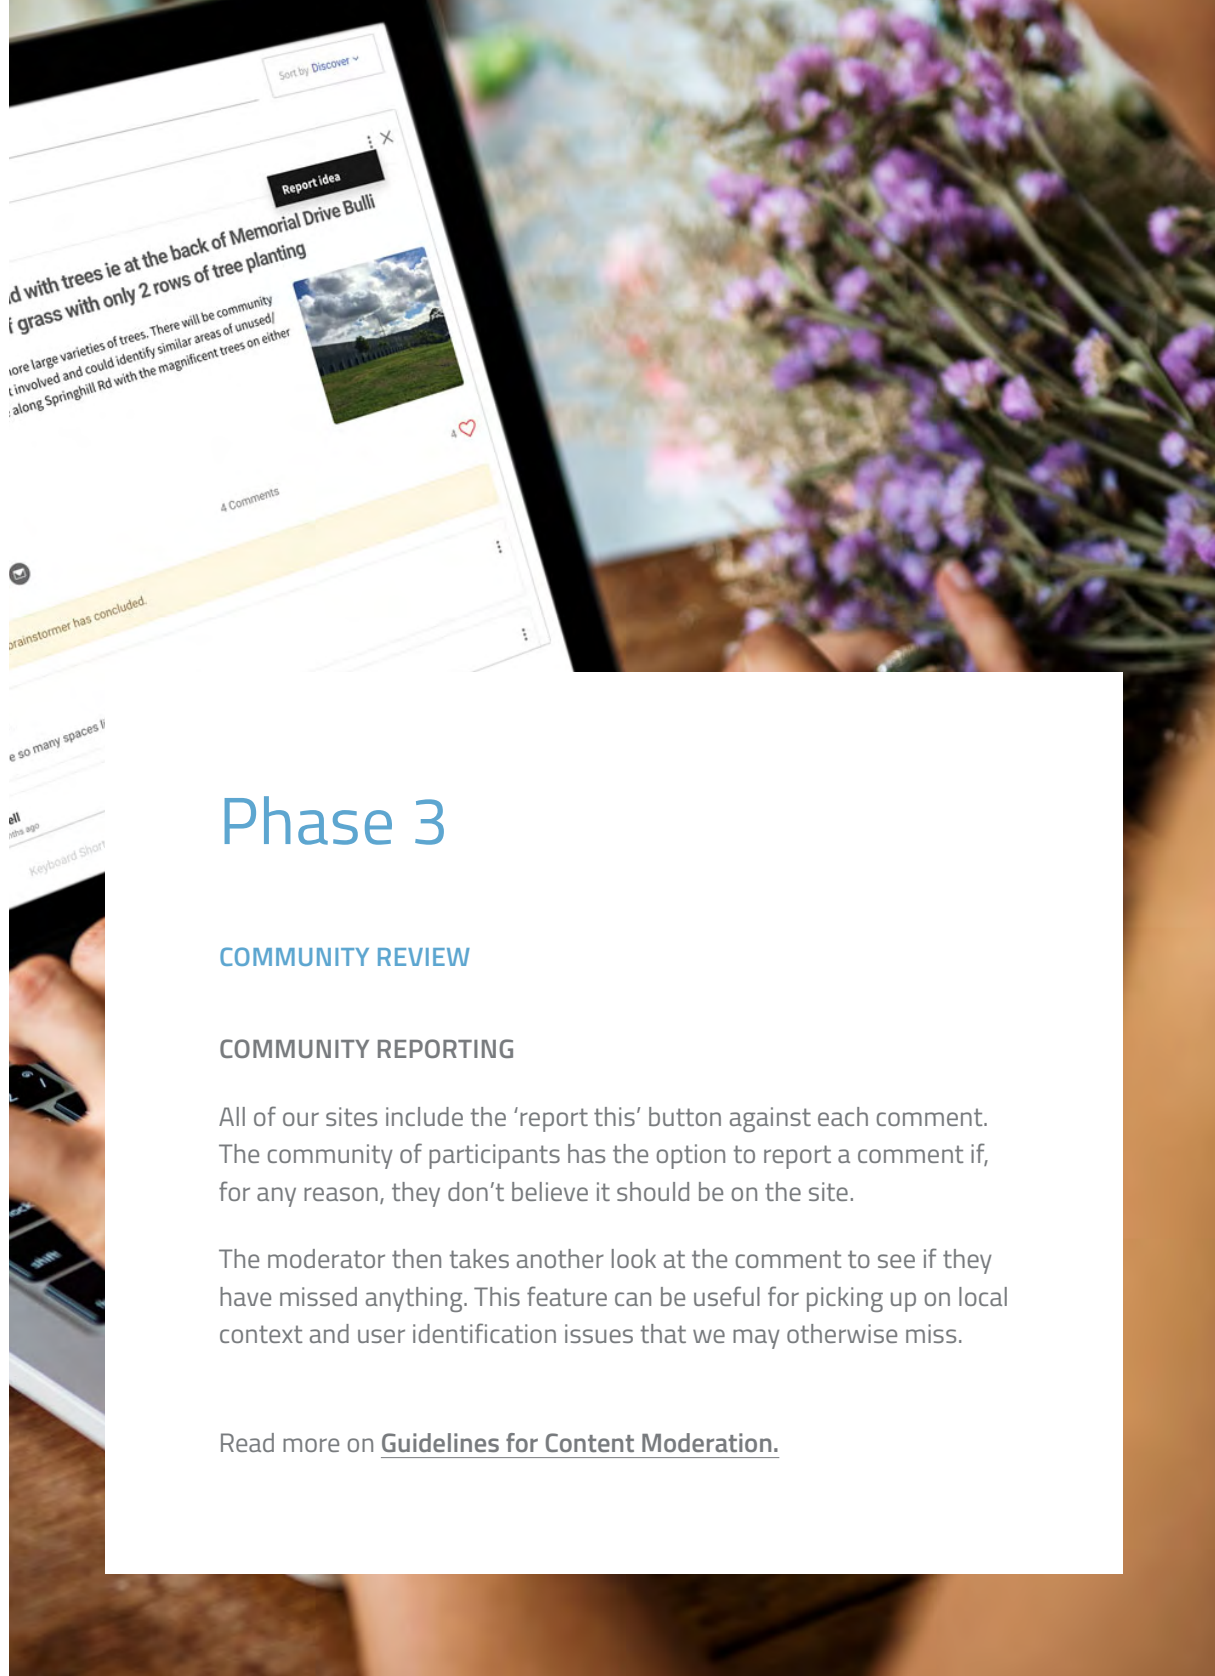 Sort by Discover
Report idea
with trees ie at the back of Memorial Drive Bulli
grass with only 2 rows of tree planting
large varieties of trees. There will be community
involved and could identify similar areas of unused/
along Springhill Rd with the magnificent trees on either
4
4 Comments
has concluded.
so many spaces
ago
Keyboard
shift
Phase 3
COMMUNITY REVIEW
COMMUNITY REPORTING
All of our sites include the ‘report this’ button against each comment.
The community of participants has the option to report a comment if,
for any reason, they don’t believe it should be on the site.
The moderator then takes another look at the comment to see if they
have missed anything. This feature can be useful for picking up on local
context and user identification issues that we may otherwise miss.
Read more on Guidelines for Content Moderation.